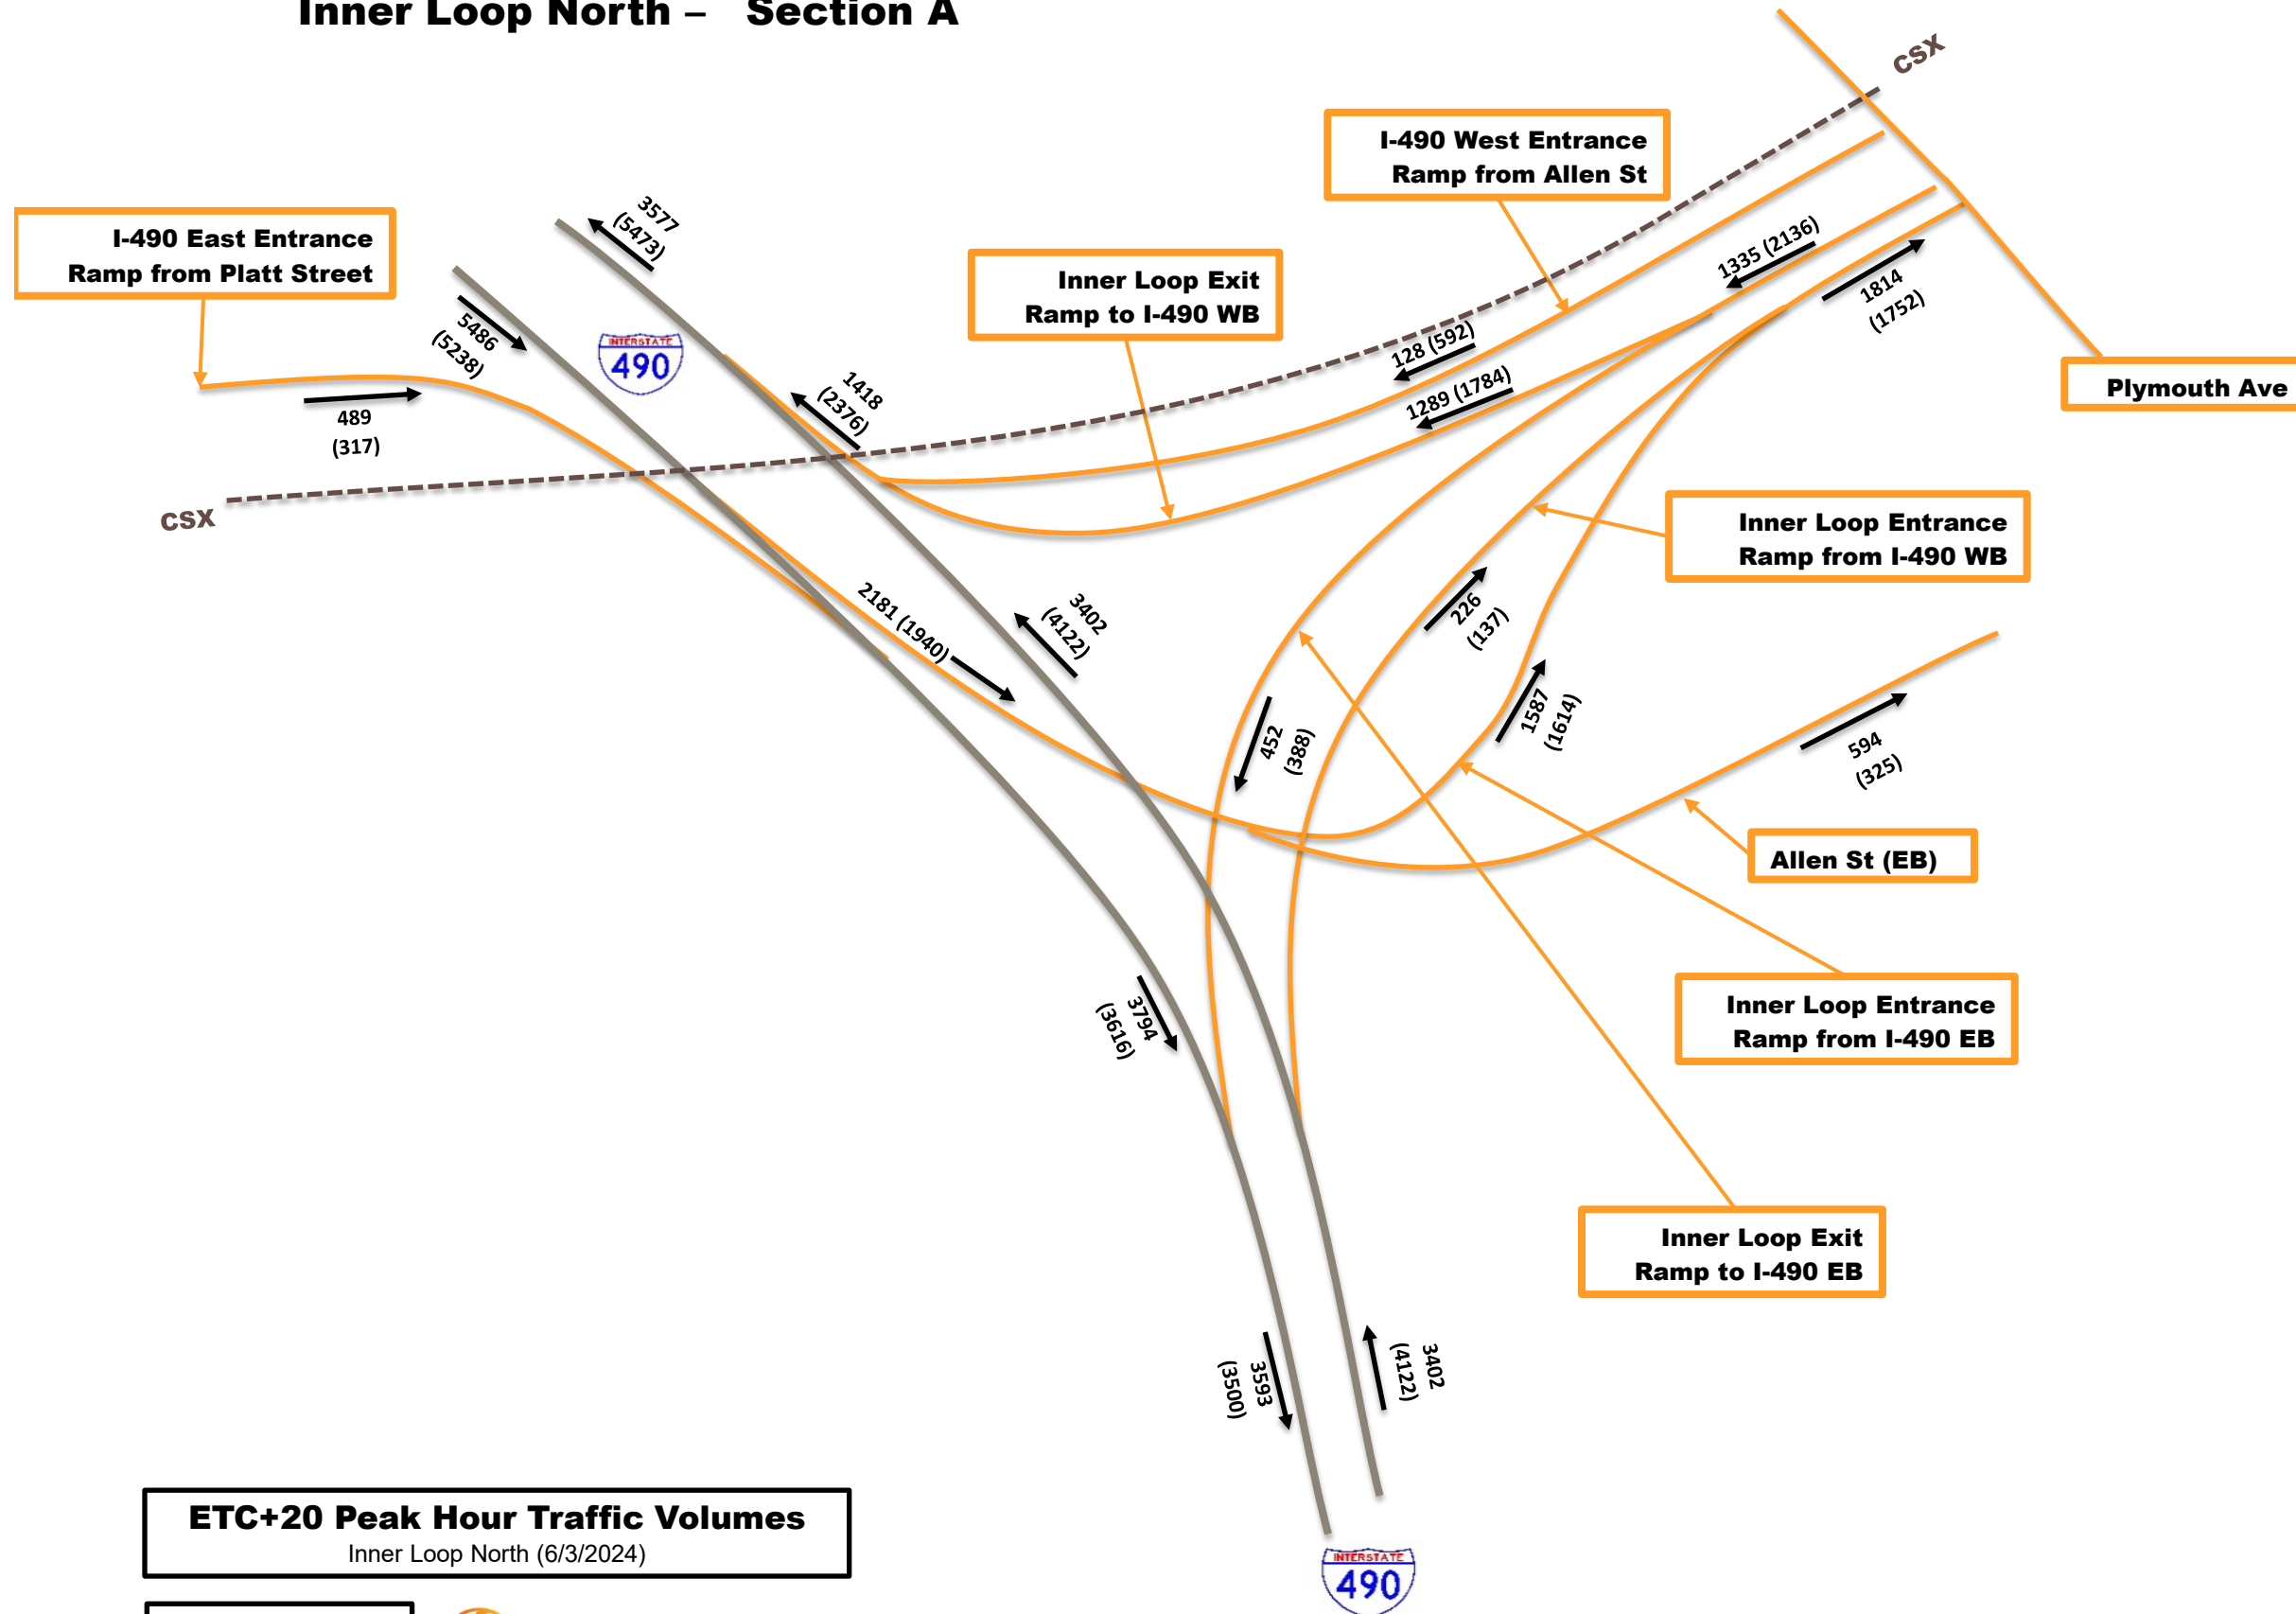 Inner Loop North – Section A
CSX
I-490 West Entrance
Ramp from Allen St
3577
(5473)
I-490 East Entrance
Ramp from Platt Street
1335 (2136)
Inner Loop Exit
Ramp to I-490 WB
1814
(1752)
5486
(5238)
INTERSTATE
490
128 (592)
1289 (1784)
Plymouth Ave
1418
(2376)
489
(317)
CSX
Inner Loop Entrance
Ramp from I-490 WB
2181 (1940)
3402
(4122)
226
(137)
1587
(1614)
452
(388)
594
(325)
Allen St (EB)
3794
(3616)
Inner Loop Entrance
Ramp from I-490 EB
Inner Loop Exit
Ramp to I-490 EB
3593
(3500)
3402
(4122)
ETC+20 Peak Hour Traffic Volumes
Inner Loop North (6/3/2024)
INTERSTATE
490